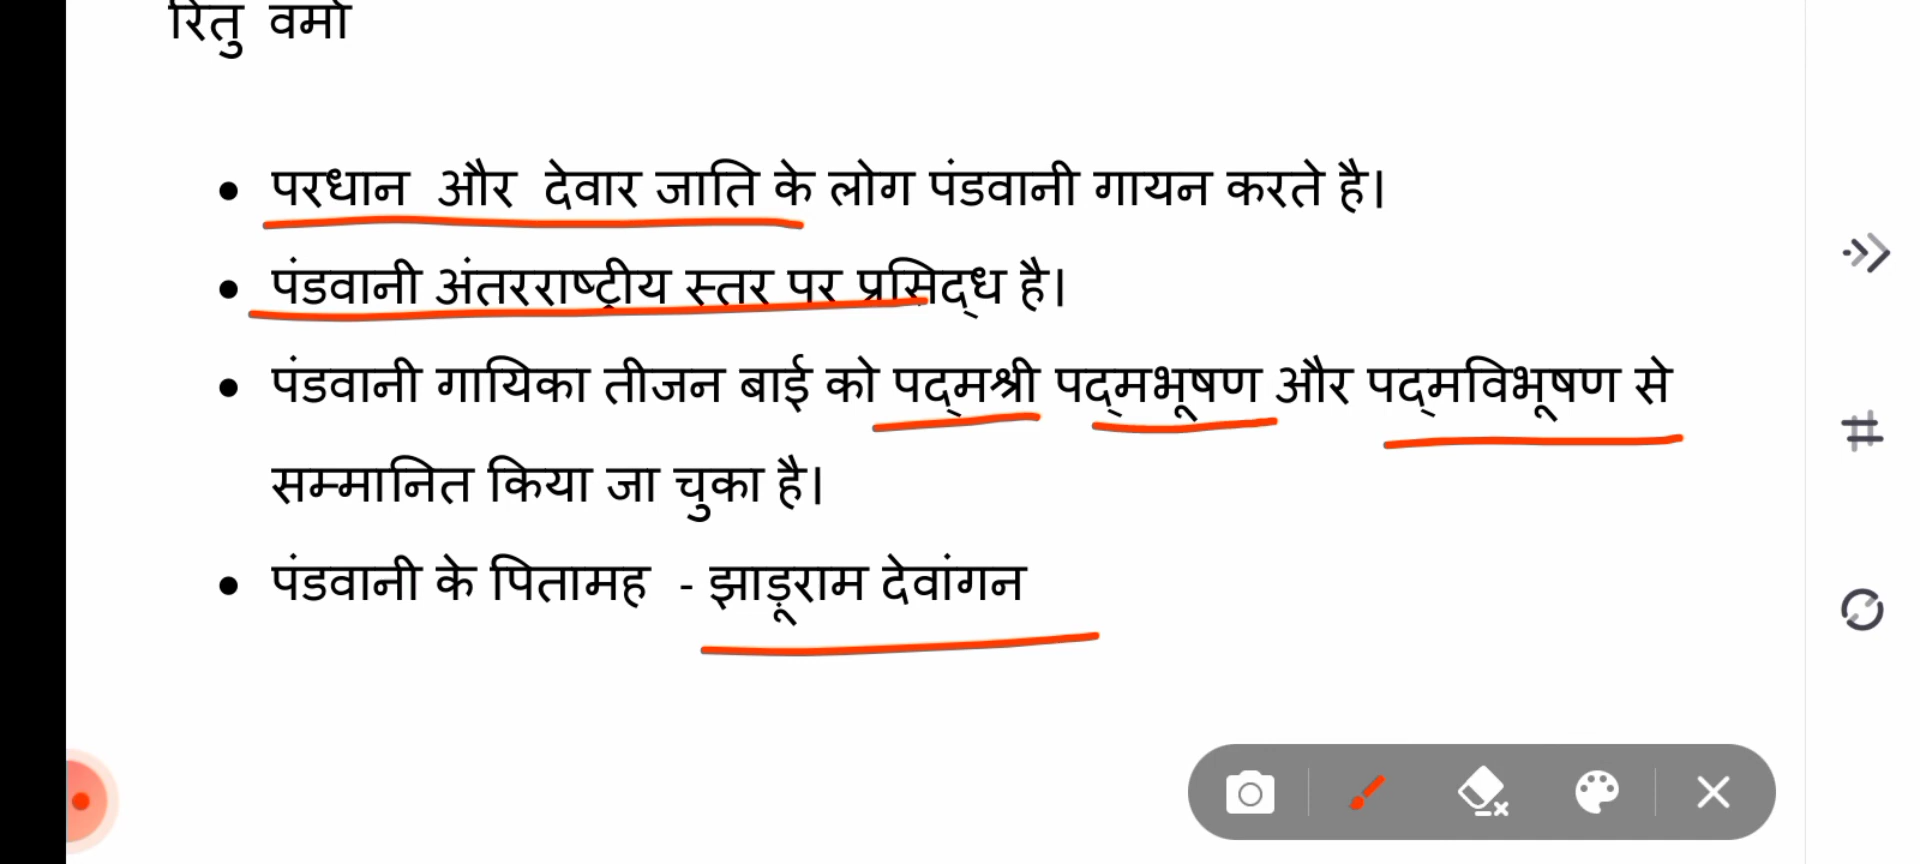 रितु वर्मा
• परधान और देवार जाति के लोग पंडवानी गायन करते है।
• पंडवानी अंतरराष्ट्रीय स्तर पर प्रसिद्ध है।
• पंडवानी गायिका तीजन बाई को पद्मश्री पद्मभूषण और पद्मविभूषण से
सम्मानित किया जा चुका है।
• पंडवानी के पितामह - झाड़ूराम देवांगन